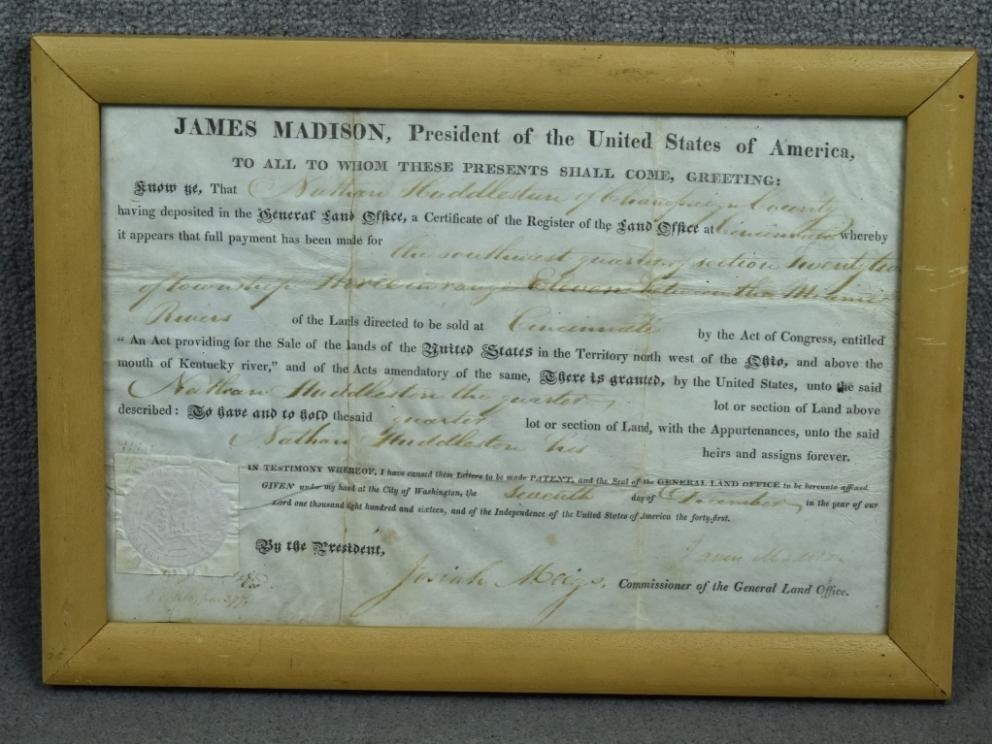 JAMES MADISON, President of the United States of America,
TO ALL TO WHOM THESE PRESENTS SHALL COME, GREETING:
Know ye, That Nathan Huddleston of Champaign County
having deposited in the General Land Office, a Certificate of the Register of the Land Office at Cincinnati whereby
it appears that full payment has been made for the southwest quarter of section twenty two
of township three in range Eleven between the Miami
Rivers of the Lands directed to be sold at Cincinnati by the Act of Congress, entitled
"An Act providing for the Sale of the lands of the United States in the Territory north west of the Ohio, and above the
mouth of Kentucky river," and of the Acts amendatory of the same, There is granted, by the United States, unto the said
Nathan Huddleston the quarter lot or section of Land above
described: To have and to hold the said quarter lot or section of Land, with the Appurtenances, unto the said
Nathan Huddleston his heirs and assigns forever.
IN TESTIMONY WHEREOF, I have caused these Letters to be made PATENT, and the Seal of the GENERAL LAND OFFICE to be hereunto affixed.
GIVEN under my hand at the City of Washington, the Seventh day of November in the year of our
Lord one thousand eight hundred and sixteen, and of the Independence of the United States of America the forty-first.
By the President, James Madison
Josiah Meigs, Commissioner of the General Land Office.